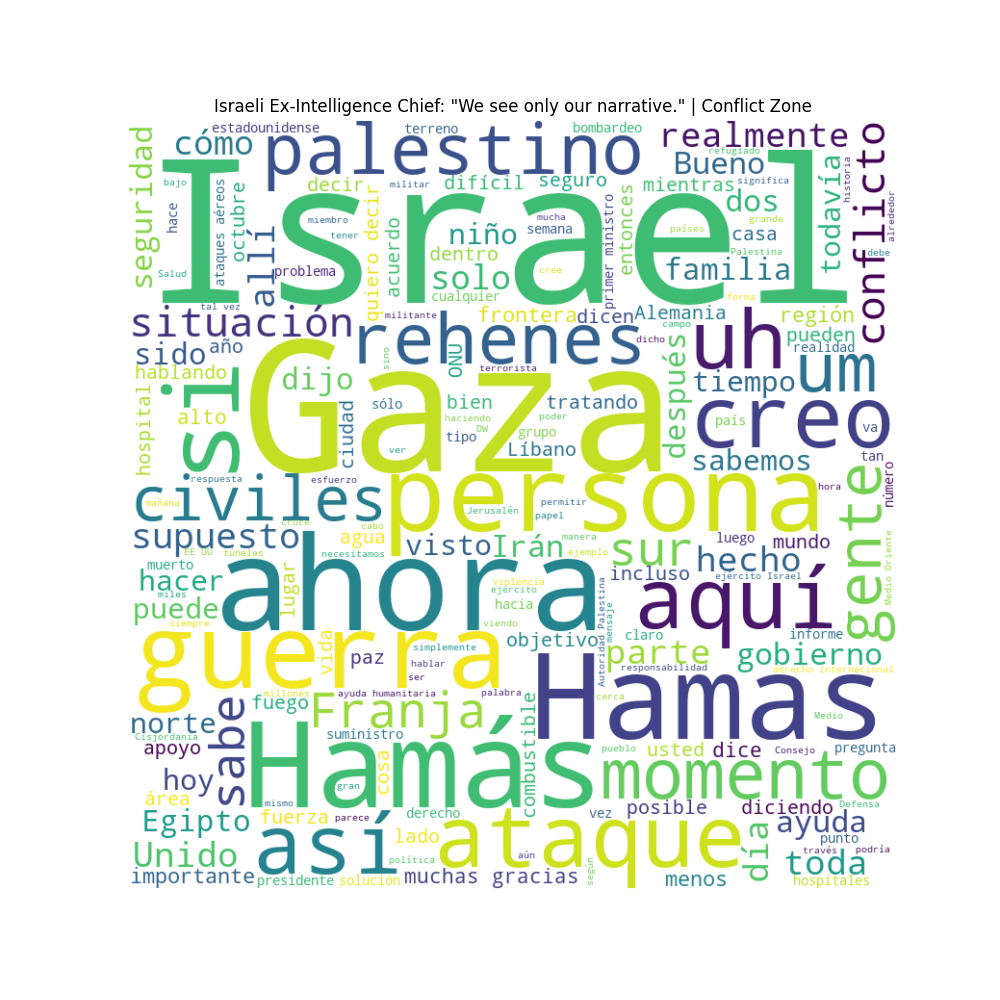 Israeli Ex-Intelligence Chief: "We see only our narrative." | Conflict Zone
estadounidense
terreno
bombardeo
cómo
palestino
realmente
refugiado
Bueno
seguridad
bajo
hace
ataques aéreos
octubre
Israel
decir
militar
difícil
seguro
mientras
significa
todavía
historia
conflicto
alrededor
miembro
quiero decir
mucha
semana
entonces
dos
grande
países
tener
acuerdo
niño
primer ministro
casa
Palestina
debe
allí
dentro
Salud
problema
solo
cree
familia
cualquier
forma
tal vez
situación
militante
frontera
dicen
Alemania
región
rehenes
campo
uh
pueden
sido
año
dicho
realidad
sino
ONU
terrorista
después
um
hablando
si
Gaza
dijo
tiempo
hospital
alto
ciudad
sólo
bien
tratando
creo
haciendo
poder
país
va
DW
grupo
tipo
Líbano
ver
sabemos
tan
respuesta
esfuerzo
persona
hora
número
civiles
mañana
permitir
Jerusalén
papel
gente
cruce
cabo
supuesto
agua
manera
luego
mundo
visto
Irán
sur
EE UU
túneles
necesitamos
ejemplo
hecho
muerto
incluso
ejército Israel
Medio Oriente
hacer
miles
lugar
ahora
violencia
ejército
aquí
puede
hacia
Autoridad Palestina
mensaje
siempre
viendo
guerra
objetivo
claro
informe
vida
simplemente
parte
gobierno
paz
hablar
responsabilidad
derecho internacional
ser
millones
ayuda humanitaria
palabra
Hamas
cerca
fuego
Franja
norte
sabe
combustible
Medio
Cisjordania
suministro
apoyo
Hamás
cosa
pueblo
usted
dice
Consejo
pregunta
hoy
gran
momento
área
mismo
posible
diciendo
Defensa
Egipto
fuerza
parece
derecho
vez
ayuda
así
lado
ataque
día
punto
Unido
aún
través
podría
política
según
toda
importante
presidente
solución
muchas gracias
menos
hospitales